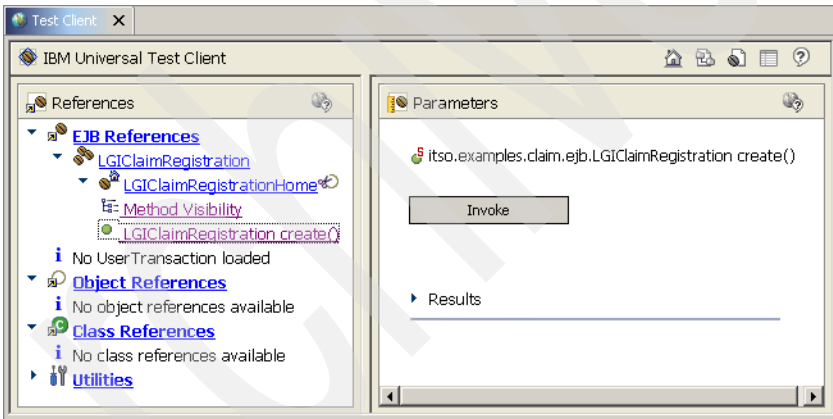 Test Client
IBM Universal Test Client
References
EJB References
LGIClaimRegistration
LGIClaimRegistrationHome
Method Visibility
LGIClaimRegistration create()
No UserTransaction loaded
Object References
No object references available
Class References
No class references available
Utilities
Parameters
itso.examples.claim.ejb.LGIClaimRegistration create()
Invoke
Results